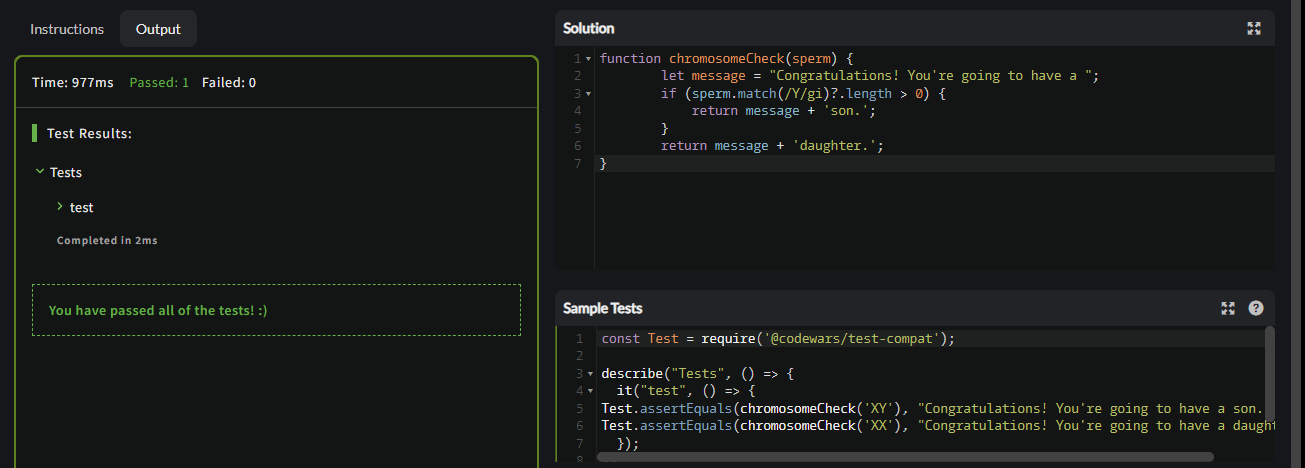 Instructions
Output
Time: 977ms Passed: 1 Failed: 0
Test Results:
Tests
test
Completed in 2ms
You have passed all of the tests! :)
Solution
1 function chromosomeCheck(sperm) {
2 let message = "Congratulations! You're going to have a ";
3 if (sperm.match(/Y/gi)?.length > 0) {
4 return message + 'son.';
5 }
6 return message + 'daughter.';
7 }
Sample Tests
1 const Test = require('@codewars/test-compat');
2
3 describe("Tests", () => {
4 it("test", () => {
5 Test.assertEquals(chromosomeCheck('XY'), "Congratulations! You're going to have a son.
6 Test.assertEquals(chromosomeCheck('XX'), "Congratulations! You're going to have a daught
7 });
8